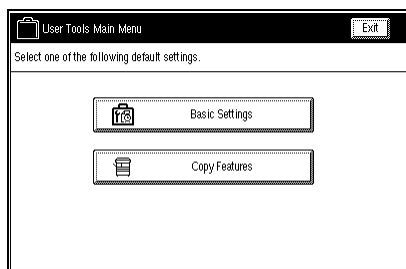 User Tools Main Menu
Exit
Select one of the following default settings.
Basic Settings
Copy Features